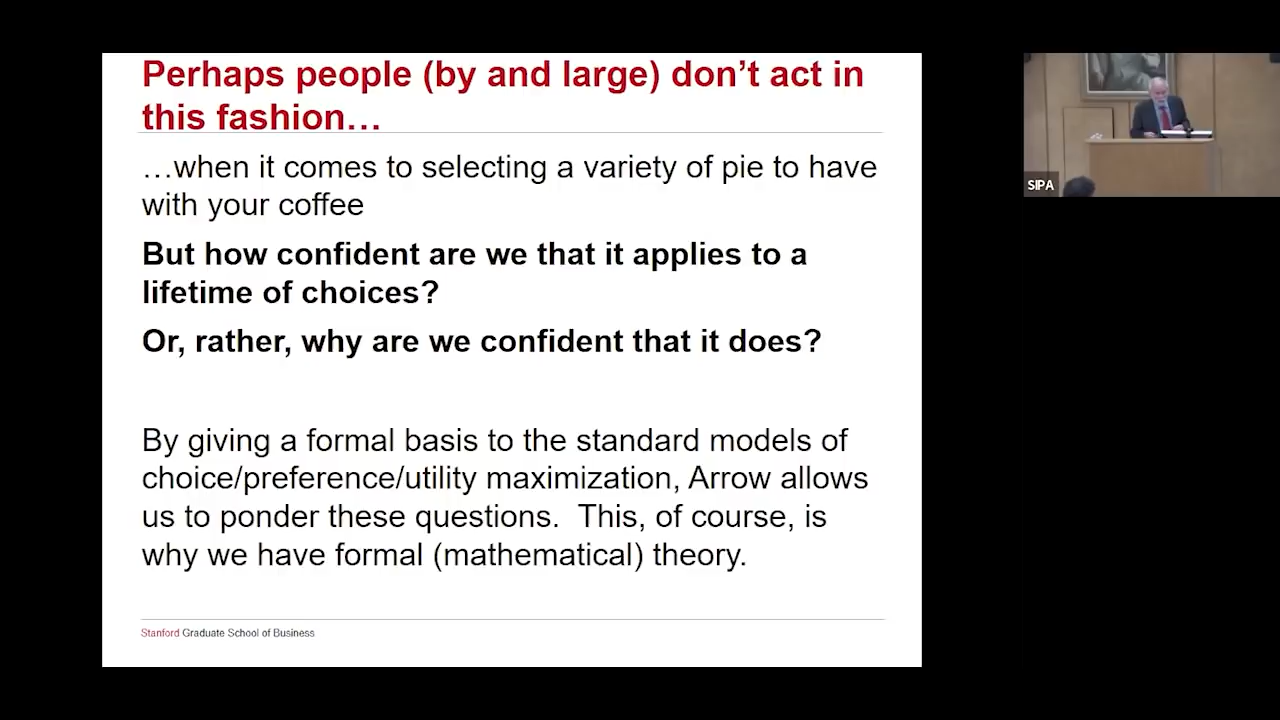 Perhaps people (by and large) don’t act in
this fashion…
…when it comes to selecting a variety of pie to have
with your coffee
But how confident are we that it applies to a
lifetime of choices?
Or, rather, why are we confident that it does?
By giving a formal basis to the standard models of
choice/preference/utility maximization, Arrow allows
us to ponder these questions.  This, of course, is
why we have formal (mathematical) theory.
Stanford Graduate School of Business
SIPA